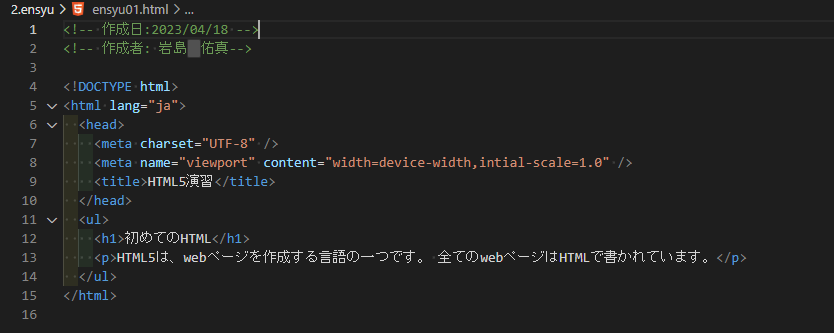 2.ensyu > ensyu01.html > ...
1 <!-- 作成日:2023/04/18 -->
2 <!-- 作成者: 岩島　佑真-->
3
4 <!DOCTYPE html>
5 <html lang="ja">
6 <head>
7 <meta charset="UTF-8" />
8 <meta name="viewport" content="width=device-width,intial-scale=1.0" />
9 <title>HTML5演習</title>
10 </head>
11 <ul>
12 <h1>初めてのHTML</h1>
13 <p>HTML5は、webページを作成する言語の一つです。 全てのwebページはHTMLで書かれています。</p>
14 </ul>
15 </html>
16